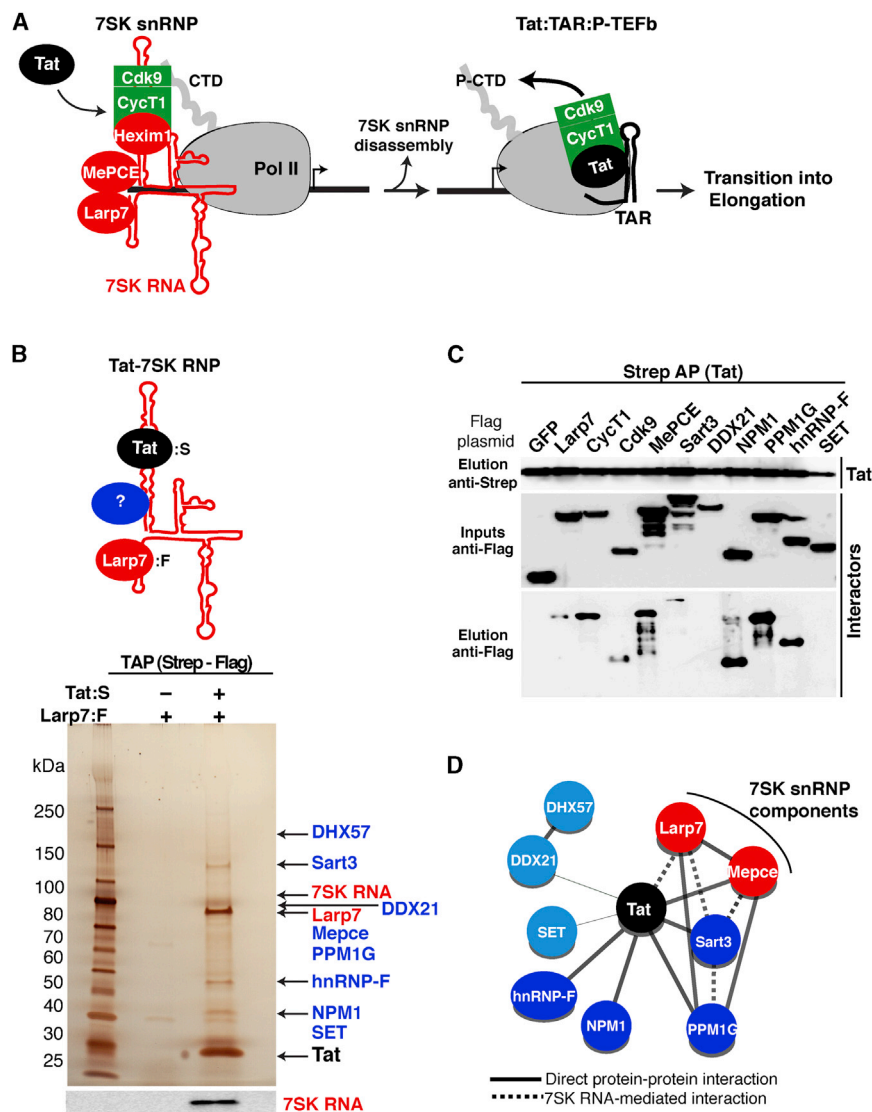 A
7SK snRNP
Tat:TAR:P-TEFb
Tat
Cdk9
CTD
CycT1
Hexim1
MePCE
Larp7
Pol II
7SK RNA
7SK snRNP
disassembly
P-CTD
Cdk9
CycT1
Tat
TAR
Transition into
Elongation
B
Tat-7SK RNP
Tat :S
?
Larp7 :F
TAP (Strep - Flag)
Tat:S – +
Larp7:F + +
kDa
250
150
100
80
70
60
50
40
30
25
DHX57
Sart3
7SK RNA
DDX21
Larp7
Mepce
PPM1G
hnRNP-F
NPM1
SET
Tat
7SK RNA
C
Strep AP (Tat)
Flag
plasmid
GFP
Larp7
CycT1
Cdk9
MePCE
Sart3
DDX21
NPM1
PPM1G
hnRNP-F
SET
Elution
anti-Strep
Tat
Inputs
anti-Flag
Elution
anti-Flag
Interactors
D
7SK snRNP
components
DHX57
Larp7
DDX21
Mepce
Tat
SET
Sart3
hnRNP-F
NPM1
PPM1G
Direct protein-protein interaction
7SK RNA-mediated interaction